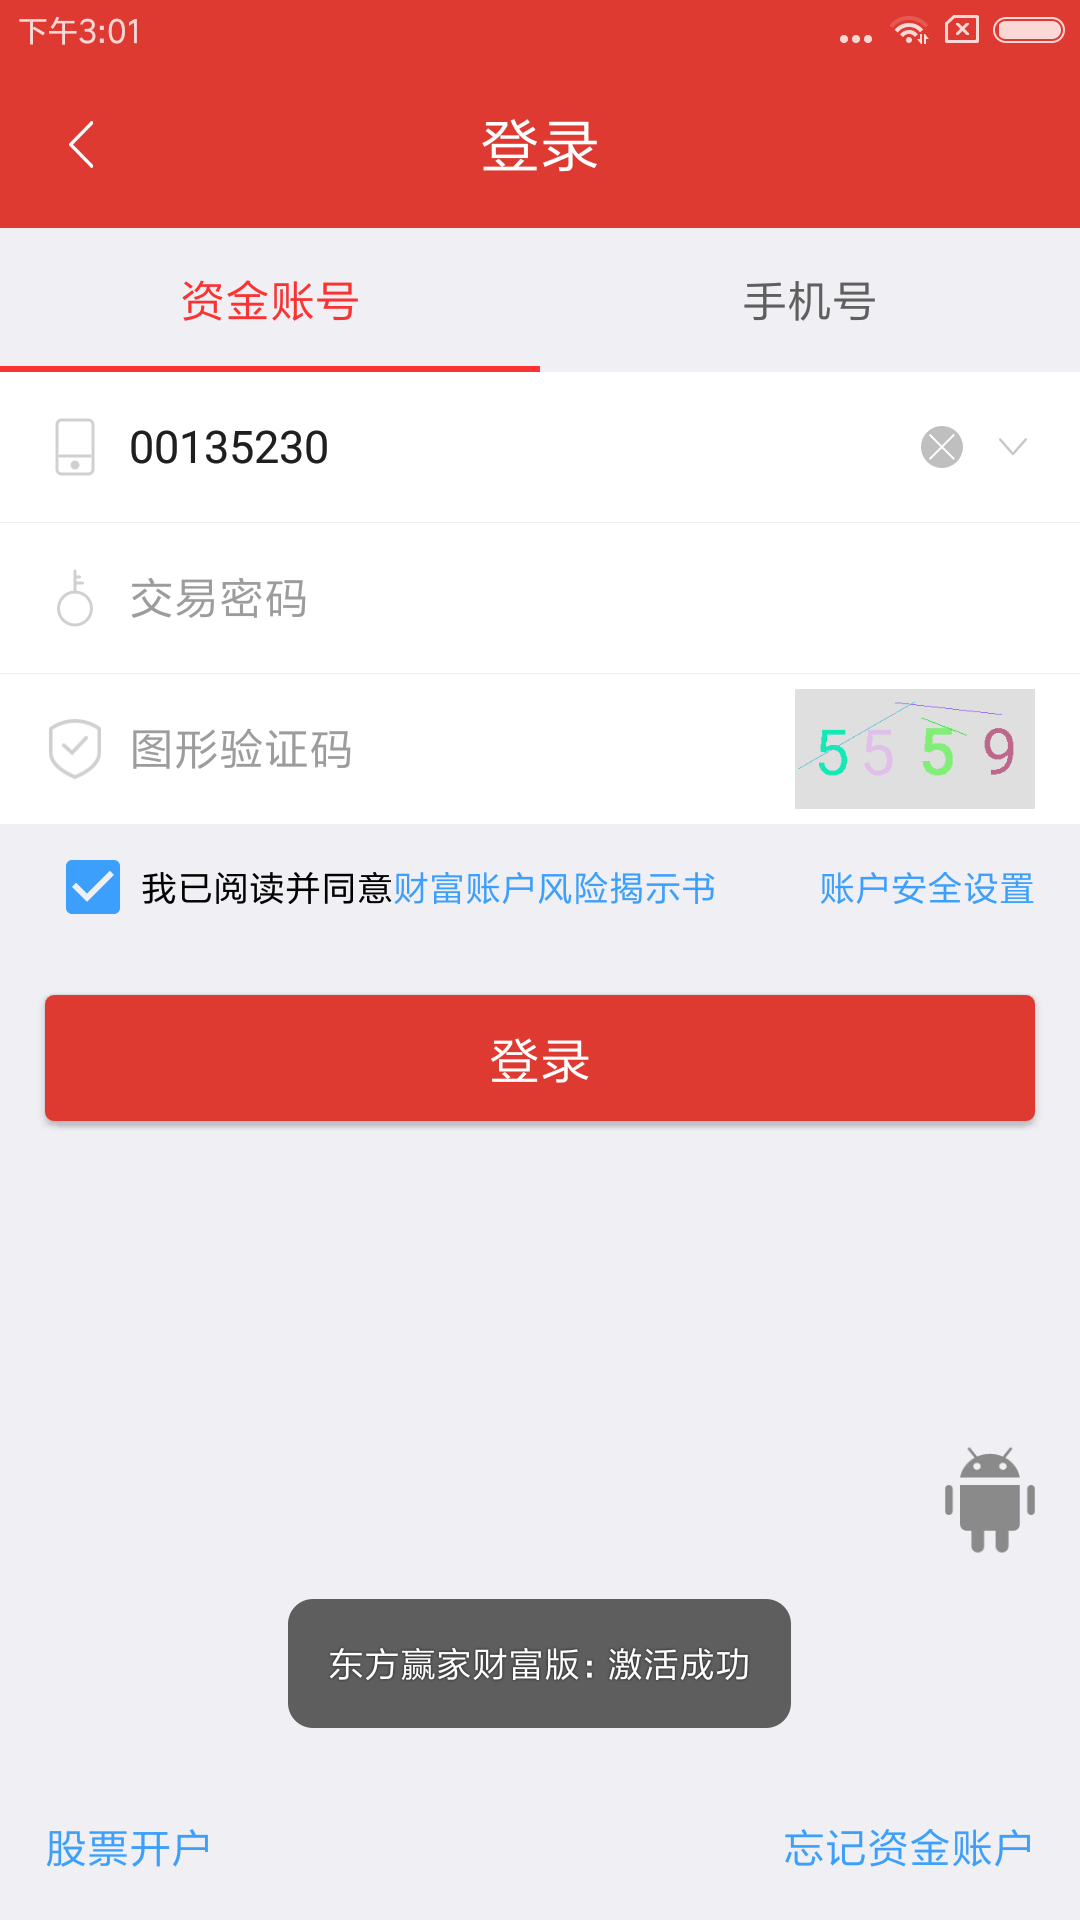 下午3:01
登录
资金账号
手机号
00135230
交易密码
图形验证码
5559
我已阅读并同意财富账户风险揭示书
账户安全设置
登录
东方赢家财富版：激活成功
股票开户
忘记资金账户